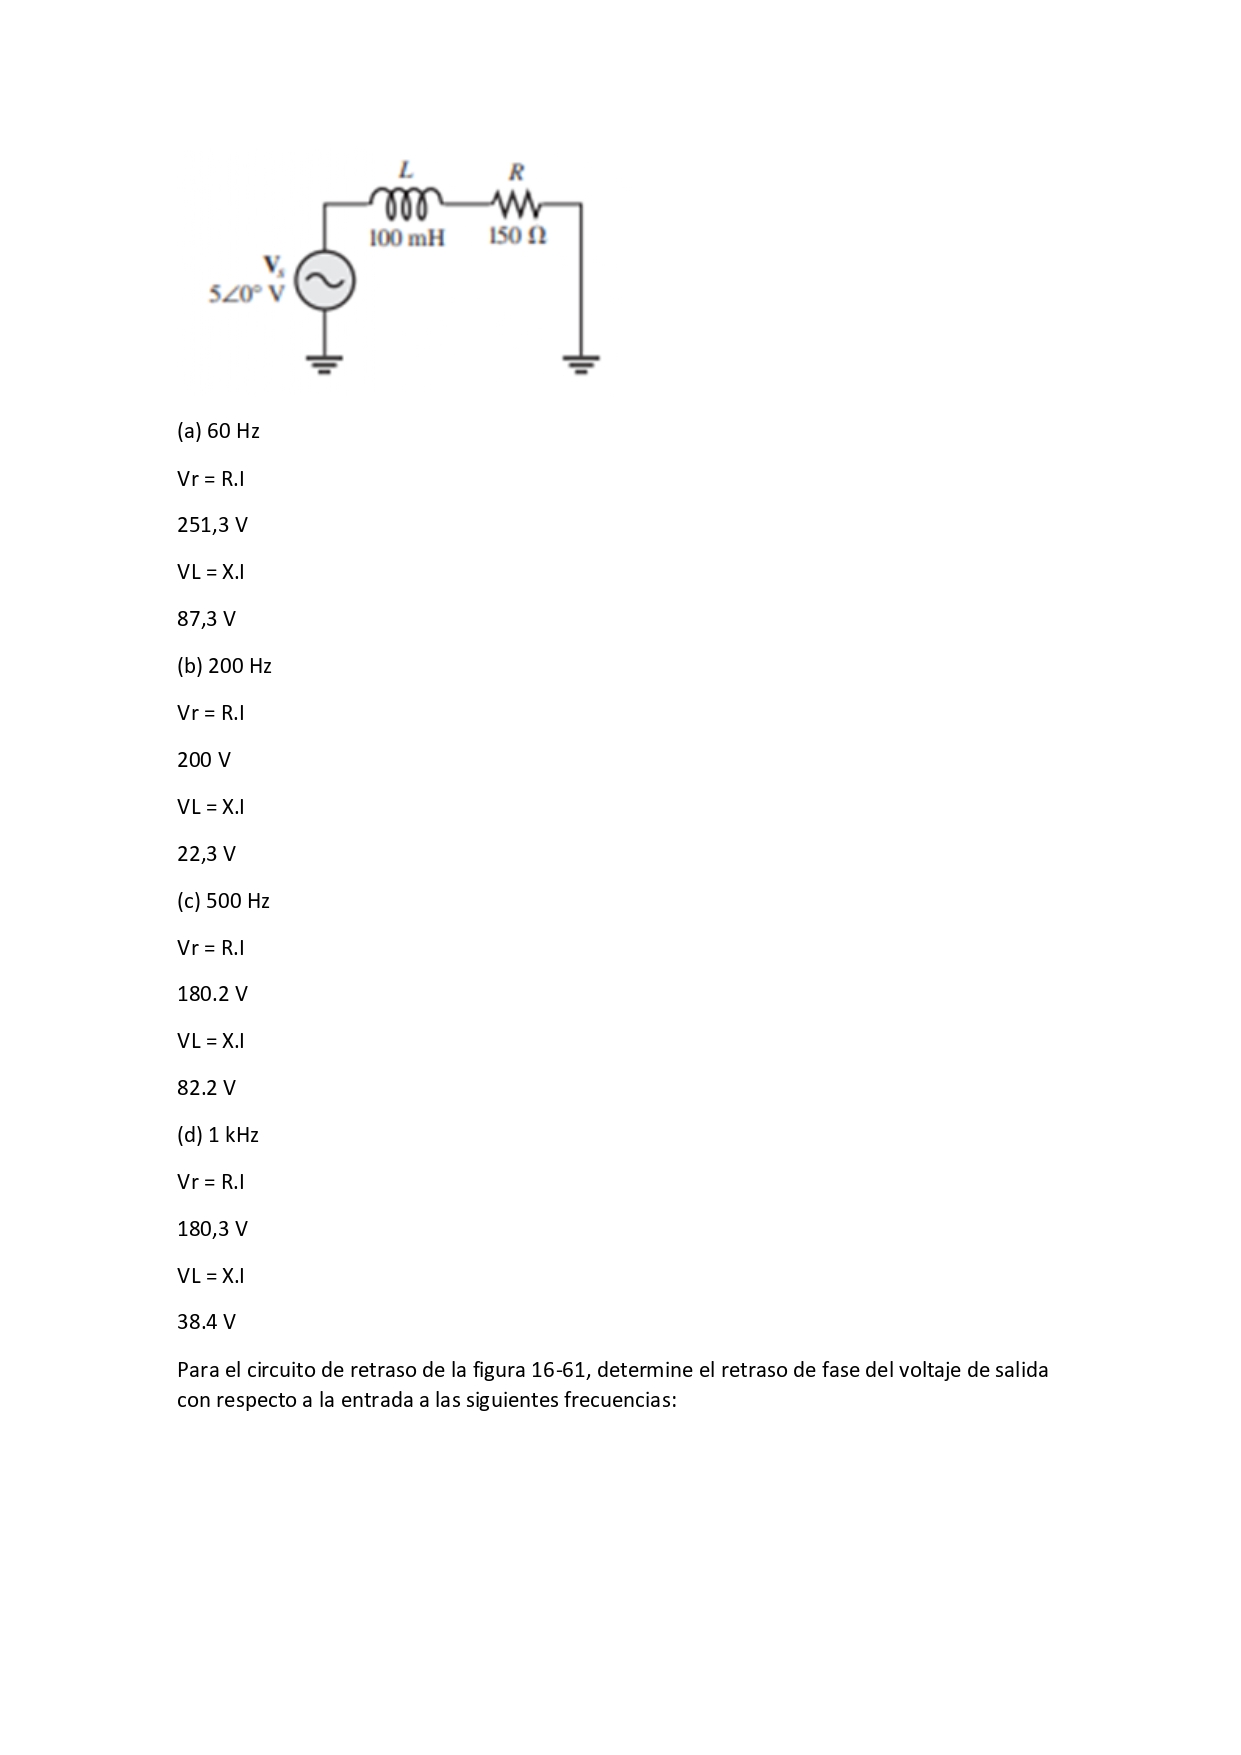 L
R
100 mH
150 Ω
Vs
5∠0° V
(a) 60 Hz
Vr = R.I
251,3 V
VL = X.I
87,3 V
(b) 200 Hz
Vr = R.I
200 V
VL = X.I
22,3 V
(c) 500 Hz
Vr = R.I
180.2 V
VL = X.I
82.2 V
(d) 1 kHz
Vr = R.I
180,3 V
VL = X.I
38.4 V
Para el circuito de retraso de la figura 16-61, determine el retraso de fase del voltaje de salida
con respecto a la entrada a las siguientes frecuencias: